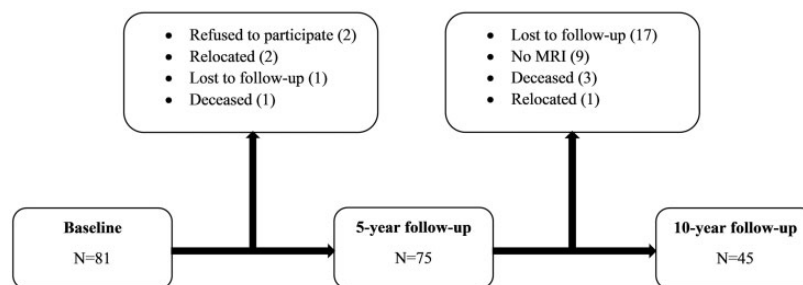 • Refused to participate (2)
• Relocated (2)
• Lost to follow-up (1)
• Deceased (1)
• Lost to follow-up (17)
• No MRI (9)
• Deceased (3)
• Relocated (1)
Baseline
N=81
5-year follow-up
N=75
10-year follow-up
N=45